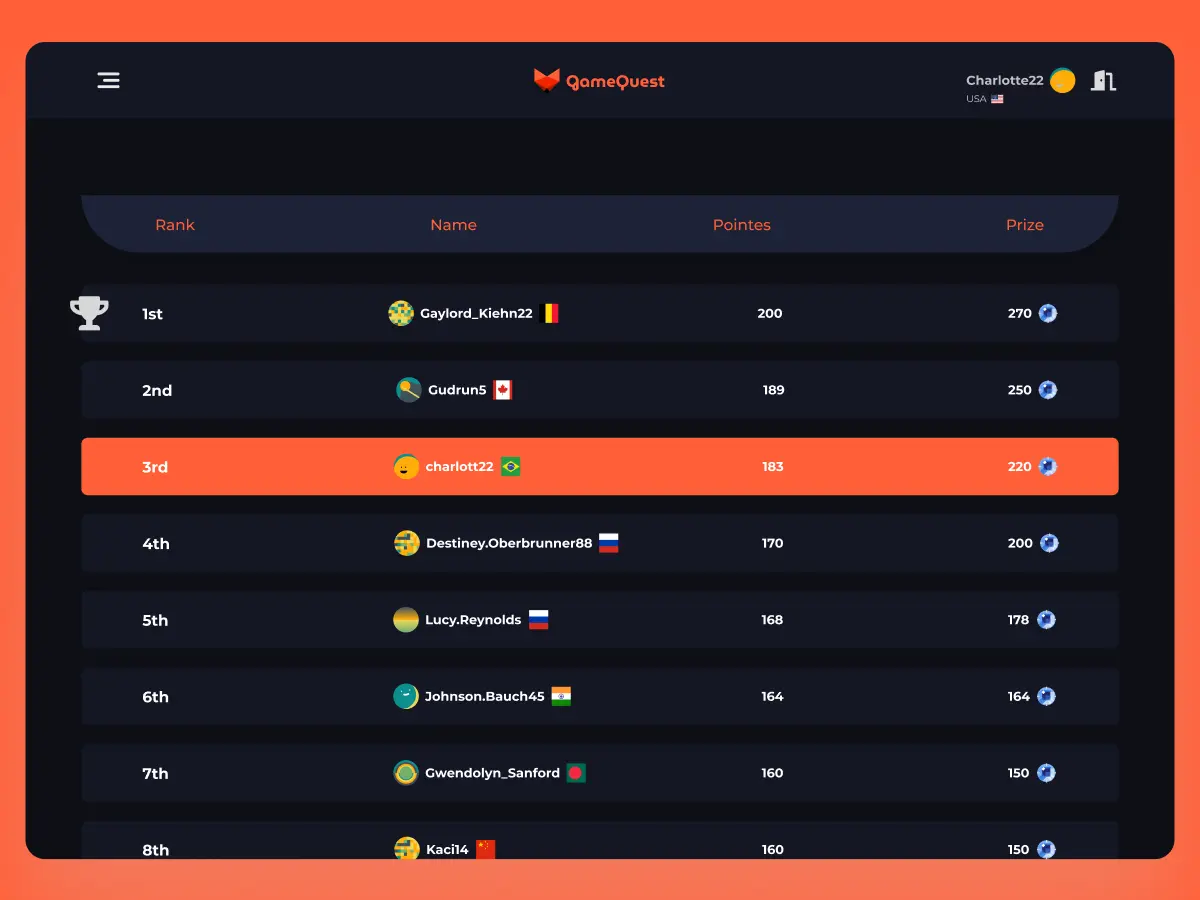 GameQuest
Charlotte22
USA
Rank Name Pointes Prize
1st Gaylord_Kiehn22 200 270
2nd Gudrun5 189 250
3rd charlott22 183 220
4th Destiney.Oberbrunner88 170 200
5th Lucy.Reynolds 168 178
6th Johnson.Bauch45 164 164
7th Gwendolyn_Sanford 160 150
8th Kaci14 160 150